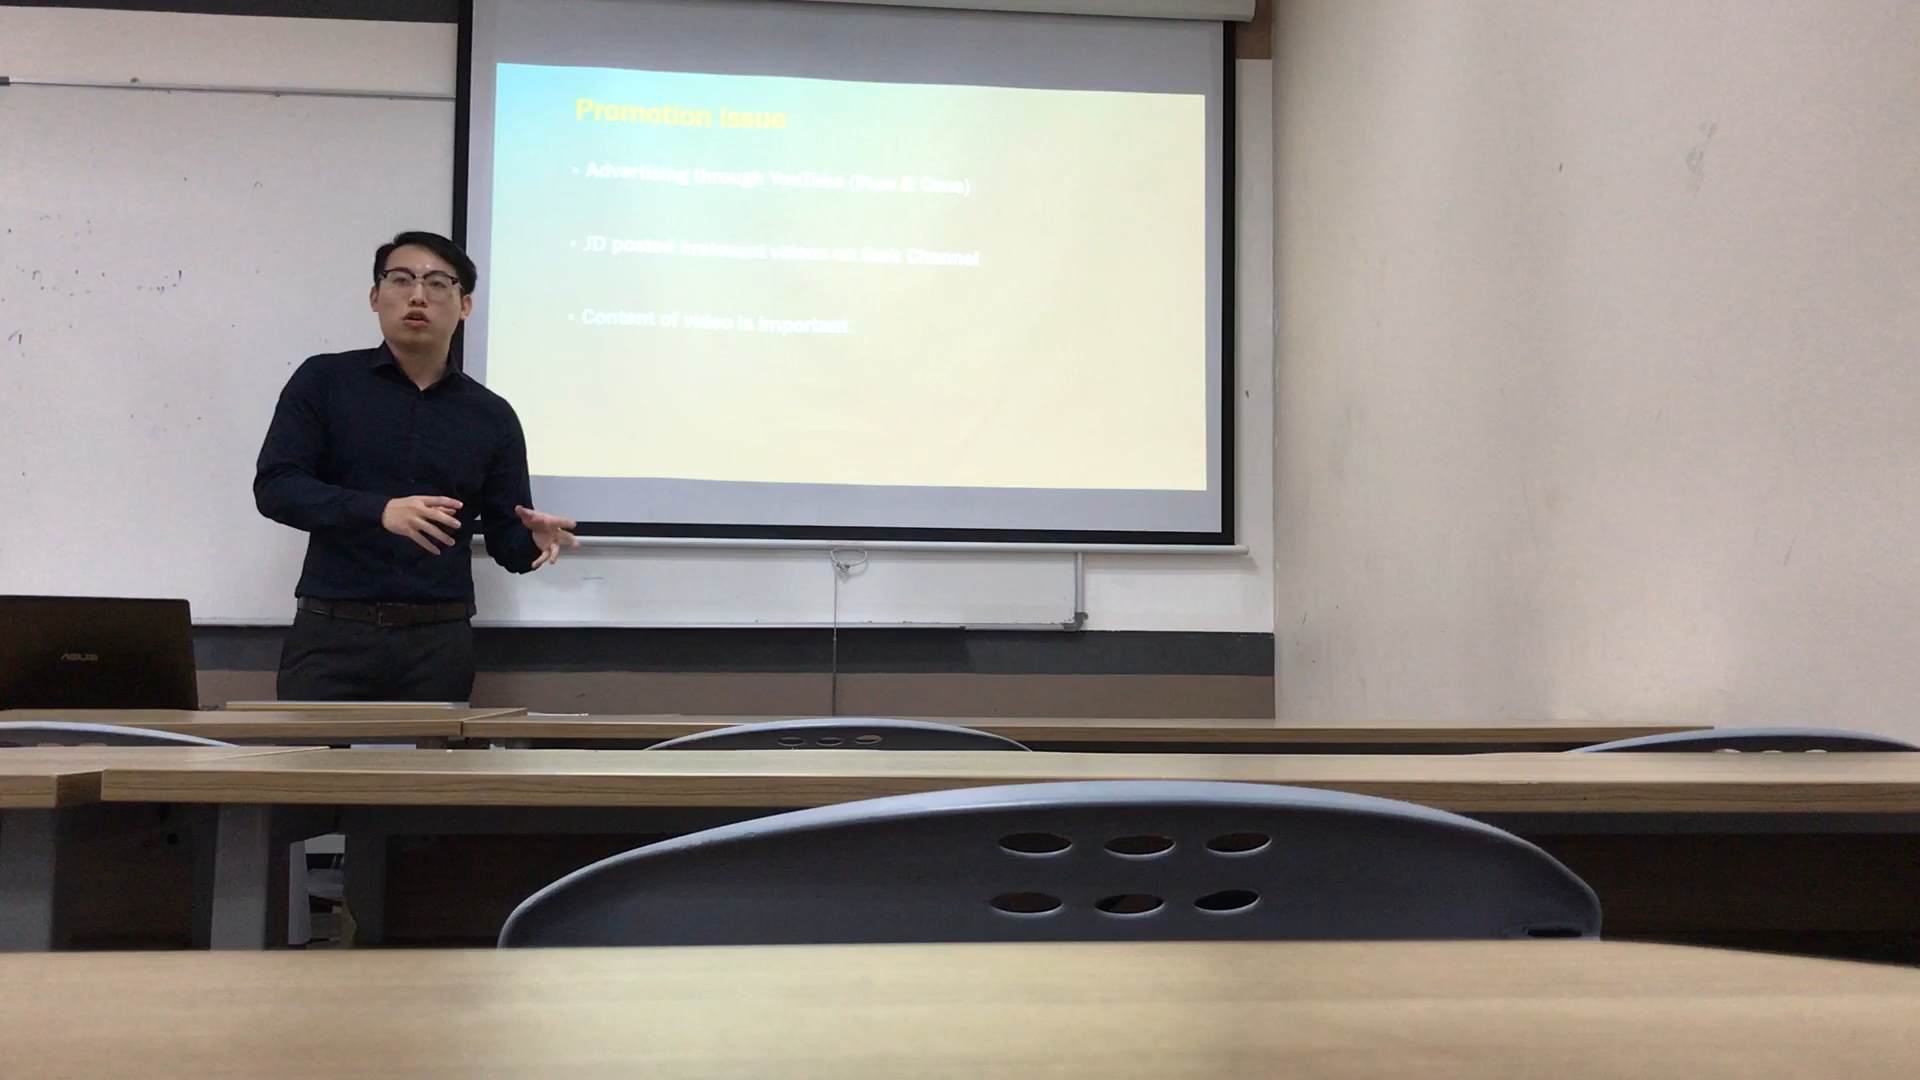 Promotion Issue
• Advertising through YouTube (Pros & Cons)
• JD posted irrelevant videos on their Channel
• Content of video is important
ASUS